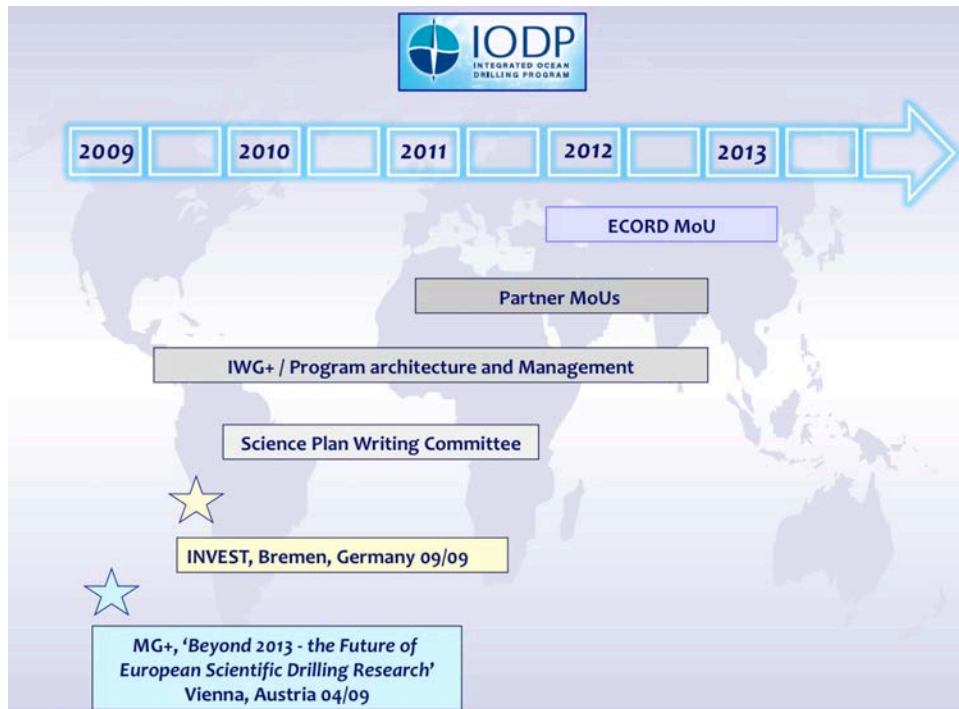 IODP
INTEGRATED OCEAN
DRILLING PROGRAM
2009 2010 2011 2012 2013
ECORD MoU
Partner MoUs
IWG+ / Program architecture and Management
Science Plan Writing Committee
INVEST, Bremen, Germany 09/09
MG+, ‘Beyond 2013 - the Future of
European Scientific Drilling Research’
Vienna, Austria 04/09